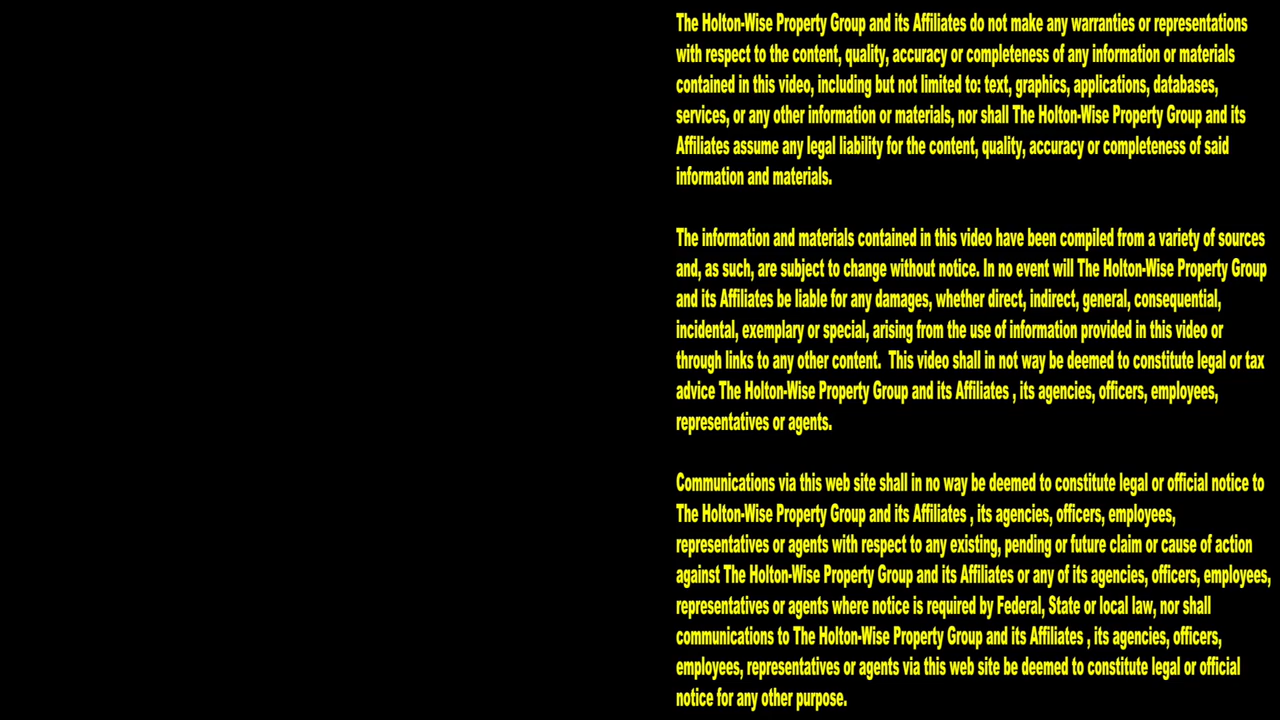 The Holton-Wise Property Group and its Affiliates do not make any warranties or representations
with respect to the content, quality, accuracy or completeness of any information or materials
contained in this video, including but not limited to: text, graphics, applications, databases,
services, or any other information or materials, nor shall The Holton-Wise Property Group and its
Affiliates assume any legal liability for the content, quality, accuracy or completeness of said
information and materials.
The information and materials contained in this video have been compiled from a variety of sources
and, as such, are subject to change without notice. In no event will The Holton-Wise Property Group
and its Affiliates be liable for any damages, whether direct, indirect, general, consequential,
incidental, exemplary or special, arising from the use of information provided in this video or
through links to any other content.  This video shall in not way be deemed to constitute legal or tax
advice The Holton-Wise Property Group and its Affiliates , its agencies, officers, employees,
representatives or agents.
Communications via this web site shall in no way be deemed to constitute legal or official notice to
The Holton-Wise Property Group and its Affiliates , its agencies, officers, employees,
representatives or agents with respect to any existing, pending or future claim or cause of action
against The Holton-Wise Property Group and its Affiliates or any of its agencies, officers, employees,
representatives or agents where notice is required by Federal, State or local law, nor shall
communications to The Holton-Wise Property Group and its Affiliates , its agencies, officers,
employees, representatives or agents via this web site be deemed to constitute legal or official
notice for any other purpose.